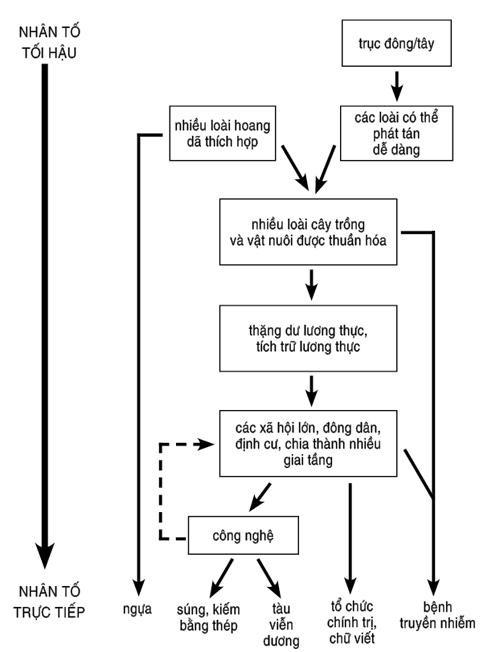 NHÂN TỐ
TỐI HẬU
trục đông/tây
nhiều loài hoang
dã thích hợp
các loài có thể
phát tán
dễ dàng
nhiều loài cây trồng
và vật nuôi được thuần hóa
thặng dư lương thực,
tích trữ lương thực
các xã hội lớn, đông dân,
định cư, chia thành nhiều
giai tầng
công nghệ
NHÂN TỐ
TRỰC TIẾP
ngựa
súng, kiếm
bằng thép
tàu
viễn
dương
tổ chức
chính trị,
chữ viết
bệnh
truyền nhiễm